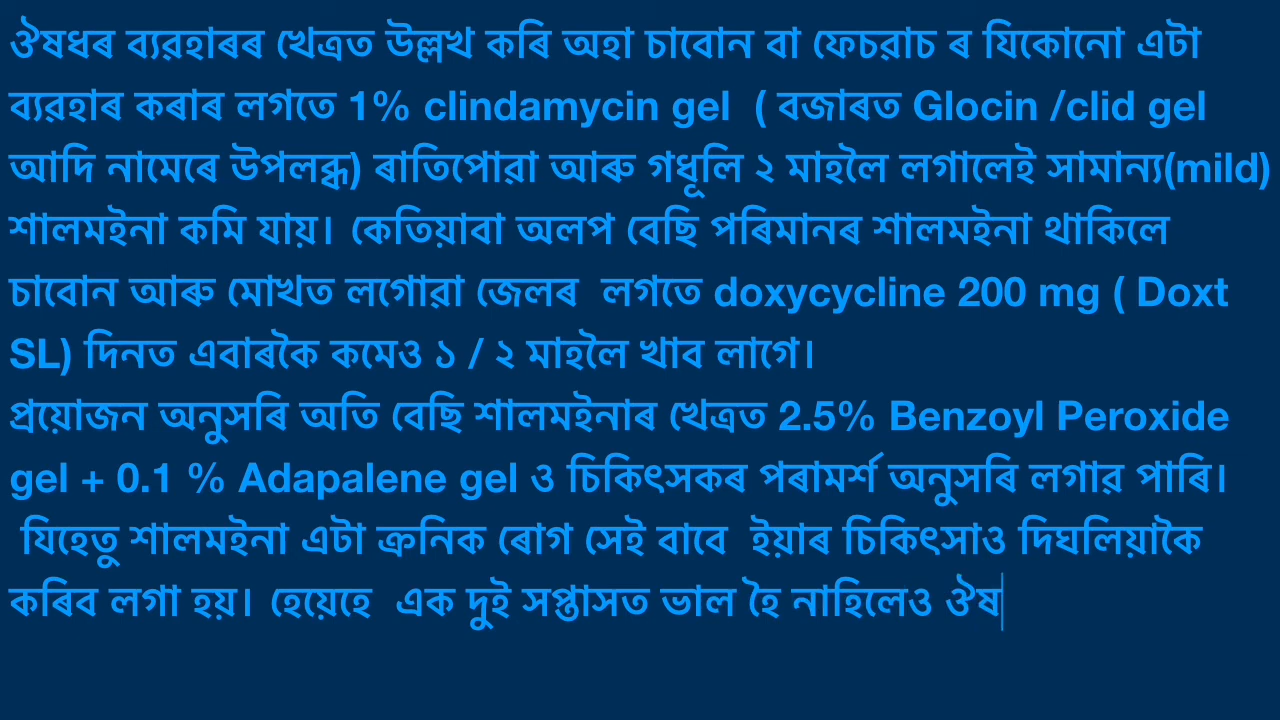 ঔষধৰ ব্যৱহাৰৰ খেত্ৰত উল্লখ কৰি অহা চাবোন বা ফেচৱাচ ৰ যিকোনো এটা
ব্যৱহাৰ কৰাৰ লগতে 1% clindamycin gel ( বজাৰত Glocin /clid gel
আদি নামেৰে উপলব্ধ) ৰাতিপোৱা আৰু গধূলি ২ মাহলৈ লগালেই সামান্য(mild)
শালমইনা কমি যায়। কেতিয়াবা অলপ বেছি পৰিমানৰ শালমইনা থাকিলে
চাবোন আৰু মোখত লগোৱা জেলৰ লগতে doxycycline 200 mg ( Doxt
SL) দিনত এবাৰকৈ কমেও ১ / ২ মাহলৈ খাব লাগে।
প্ৰয়োজন অনুসৰি অতি বেছি শালমইনাৰ খেত্ৰত 2.5% Benzoyl Peroxide
gel + 0.1 % Adapalene gel ও চিকিৎসকৰ পৰামৰ্শ অনুসৰি লগাৱ পাৰি।
যিহেতু শালমইনা এটা ক্ৰনিক ৰোগ সেই বাবে ইয়াৰ চিকিৎসাও দিঘলিয়াকৈ
কৰিব লগা হয়। হেয়েহে এক দুই সপ্তাসত ভাল হৈ নাহিলেও ঔষ